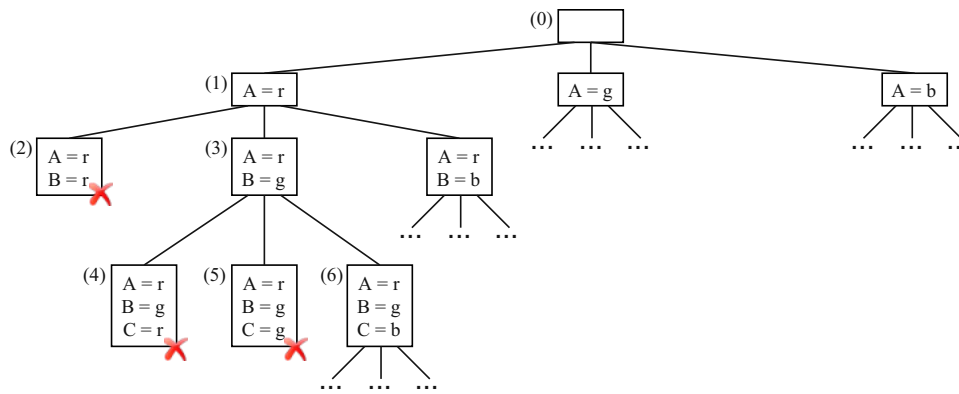 (0)
(1)
A = r
A = g
A = b
... ... ...
... ... ...
(2)
A = r
B = r
(3)
A = r
B = g
A = r
B = b
... ... ...
(4)
A = r
B = g
C = r
(5)
A = r
B = g
C = g
(6)
A = r
B = g
C = b
... ... ...